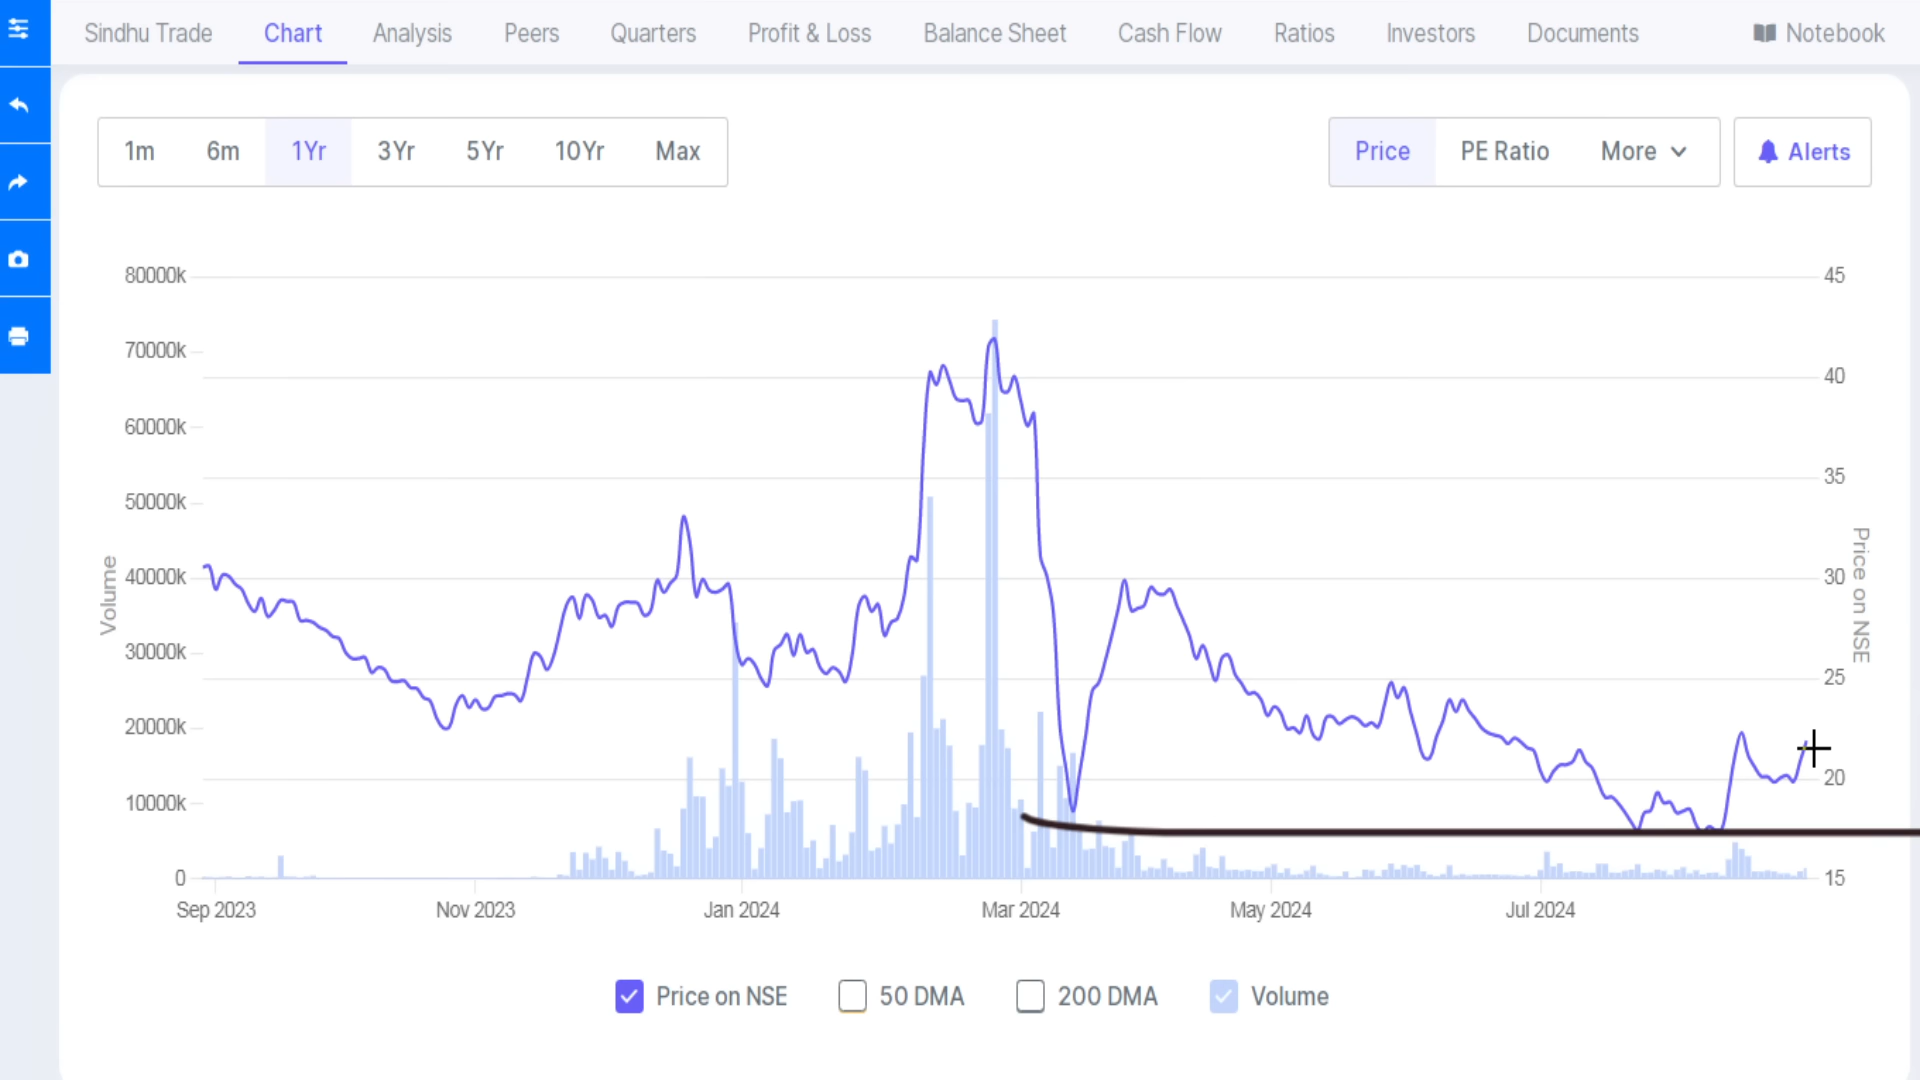 Sindhu Trade Chart Analysis Peers Quarters Profit & Loss Balance Sheet Cash Flow Ratios Investors Documents Notebook
1m 6m 1Yr 3Yr 5Yr 10Yr Max Price PE Ratio More Alerts
80000k 45
70000k 40
60000k
50000k 35
40000k 30
30000k 25
20000k
10000k 20
0 15
Volume
Price on NSE
Sep 2023 Nov 2023 Jan 2024 Mar 2024 May 2024 Jul 2024
Price on NSE 50 DMA 200 DMA Volume